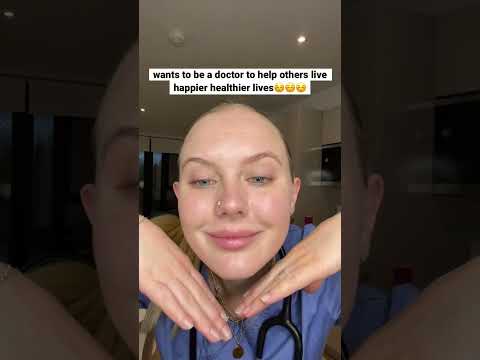 wants to be a doctor to help others live
happier healthier lives☺️☺️☺️